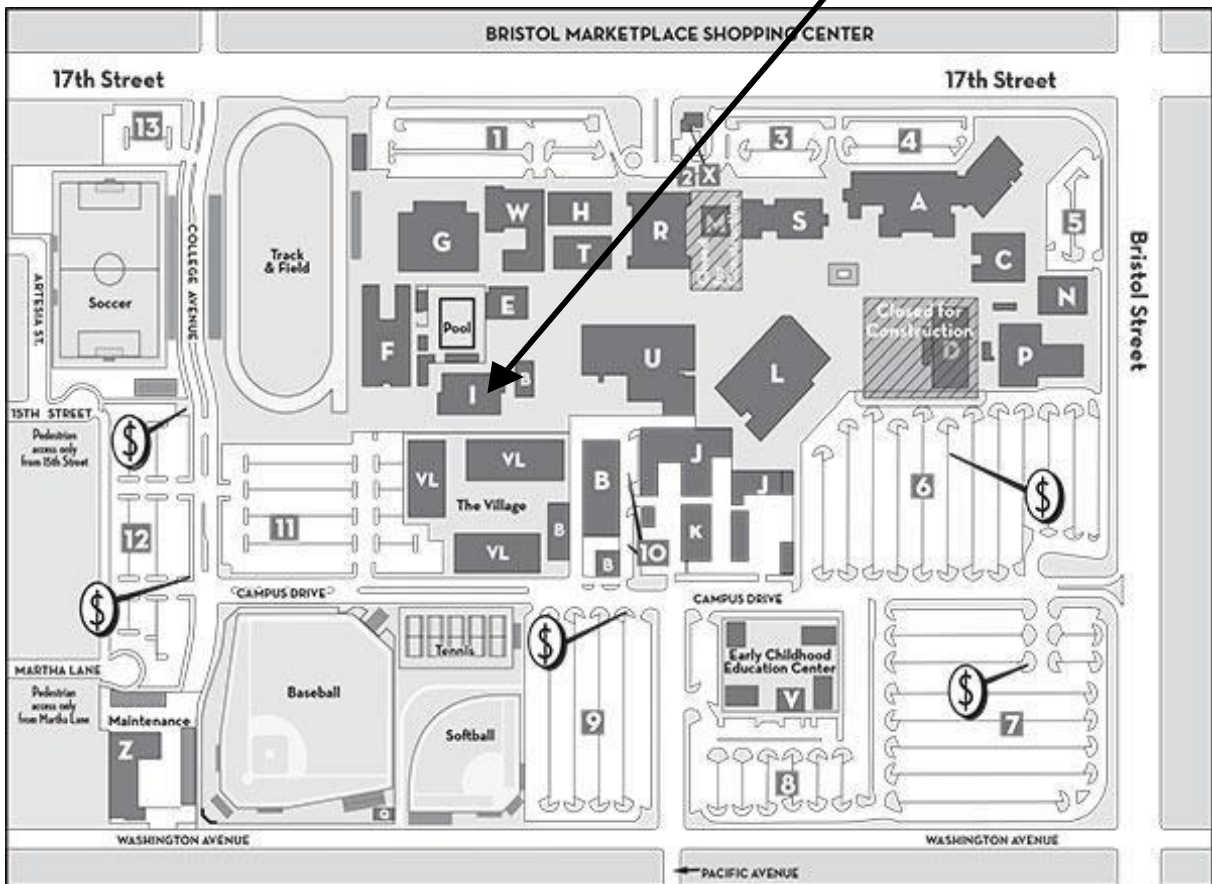 BRISTOL MARKETPLACE SHOPPING CENTER
17th Street
17th Street
13
1
3
4
2
X
5
COLLEGE AVENUE
Track
& Field
G
W
H
T
R
M
S
A
C
N
Bristol Street
ARTESIA ST.
Soccer
F
Pool
E
I
B
U
L
Closed for
Construction
D
P
15TH STREET
Pedestrian
access only
from 15th Street
$
VL
VL
The Village
VL
B
B
B
J
J
K
10
6
$
11
12
$
CAMPUS DRIVE
CAMPUS DRIVE
MARTHA LANE
Pedestrian
access only
from Martha Lane
Maintenance
Z
Baseball
Tennis
Softball
$
9
Early Childhood
Education Center
V
8
$
7
WASHINGTON AVENUE
WASHINGTON AVENUE
PACIFIC AVENUE